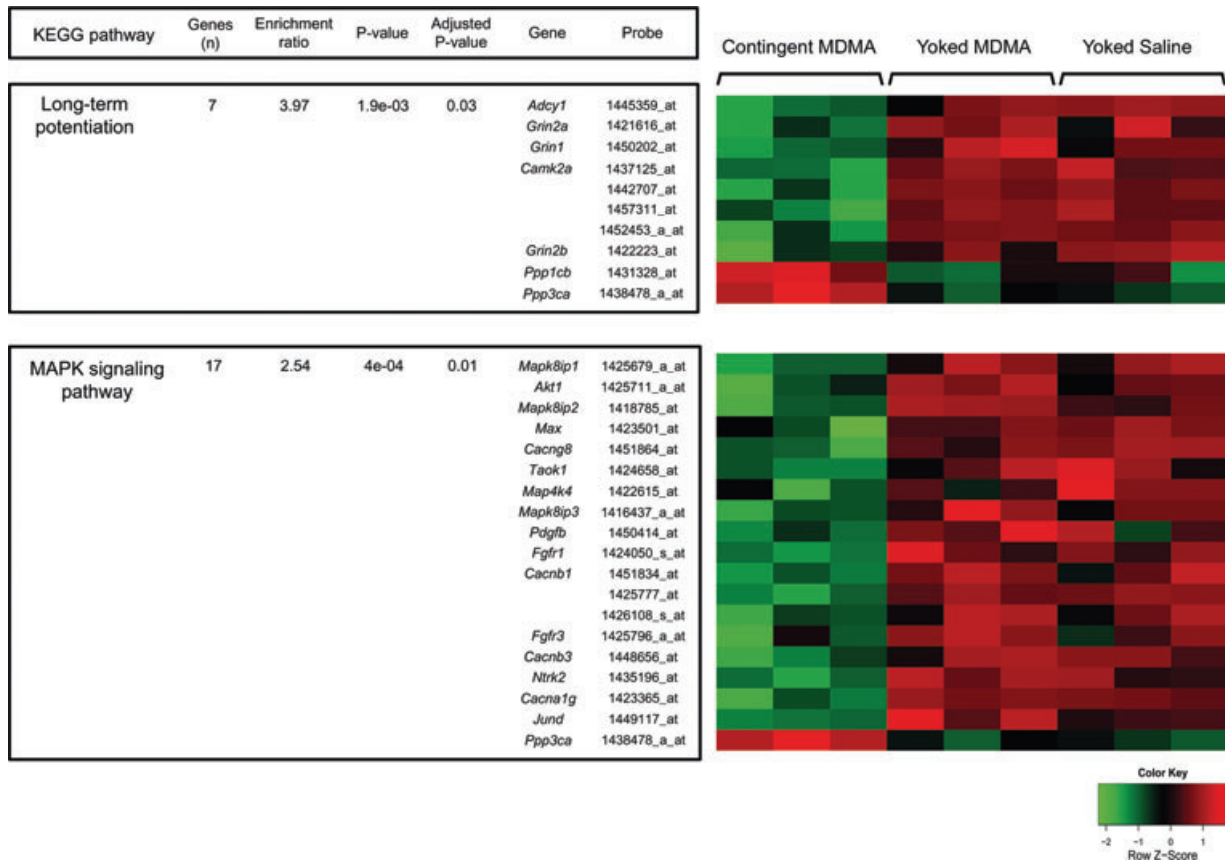 KEGG pathway Genes (n) Enrichment ratio P-value Adjusted P-value Gene Probe
Contingent MDMA Yoked MDMA Yoked Saline
Long-term potentiation 7 3.97 1.9e-03 0.03 Adcy1 1445359_at
Grin2a 1421616_at
Grin1 1450202_at
Camk2a 1437125_at
1442707_at
1457311_at
1452453_a_at
Grin2b 1422223_at
Ppp1cb 1431328_at
Ppp3ca 1438478_a_at
MAPK signaling pathway 17 2.54 4e-04 0.01 Mapk8ip1 1425679_a_at
Akt1 1425711_a_at
Mapk8ip2 1418785_at
Max 1423501_at
Cacng8 1451864_at
Taok1 1424658_at
Map4k4 1422615_at
Mapk8ip3 1416437_a_at
Pdgfb 1450414_at
Fgfr1 1424050_s_at
Cacnb1 1451834_at
1425777_at
1426108_s_at
Fgfr3 1425796_a_at
Cacnb3 1448656_at
Ntrk2 1435196_at
Cacna1g 1423365_at
Jund 1449117_at
Ppp3ca 1438478_a_at
Color Key
−2 −1 0 1
Row Z−Score